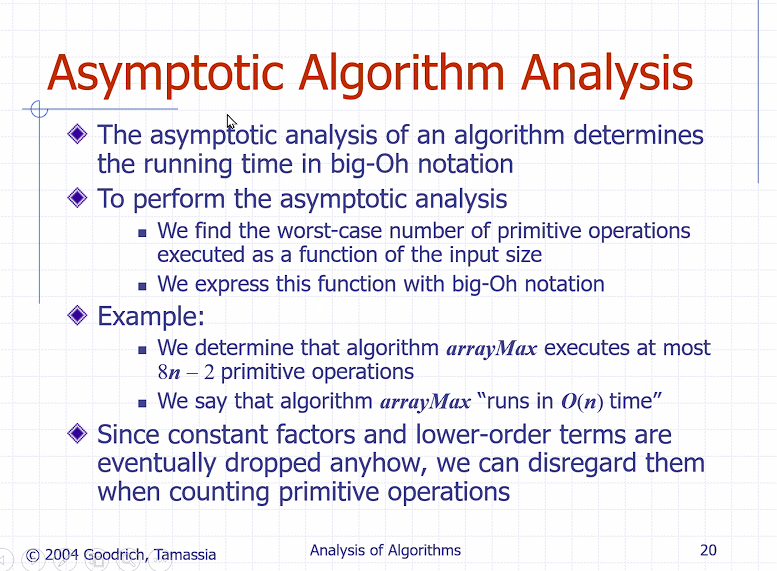 Asymptotic Algorithm Analysis
The asymptotic analysis of an algorithm determines
the running time in big-Oh notation
To perform the asymptotic analysis
We find the worst-case number of primitive operations
executed as a function of the input size
We express this function with big-Oh notation
Example:
We determine that algorithm arrayMax executes at most
8n – 2 primitive operations
We say that algorithm arrayMax “runs in O(n) time”
Since constant factors and lower-order terms are
eventually dropped anyhow, we can disregard them
when counting primitive operations
© 2004 Goodrich, Tamassia
Analysis of Algorithms
20